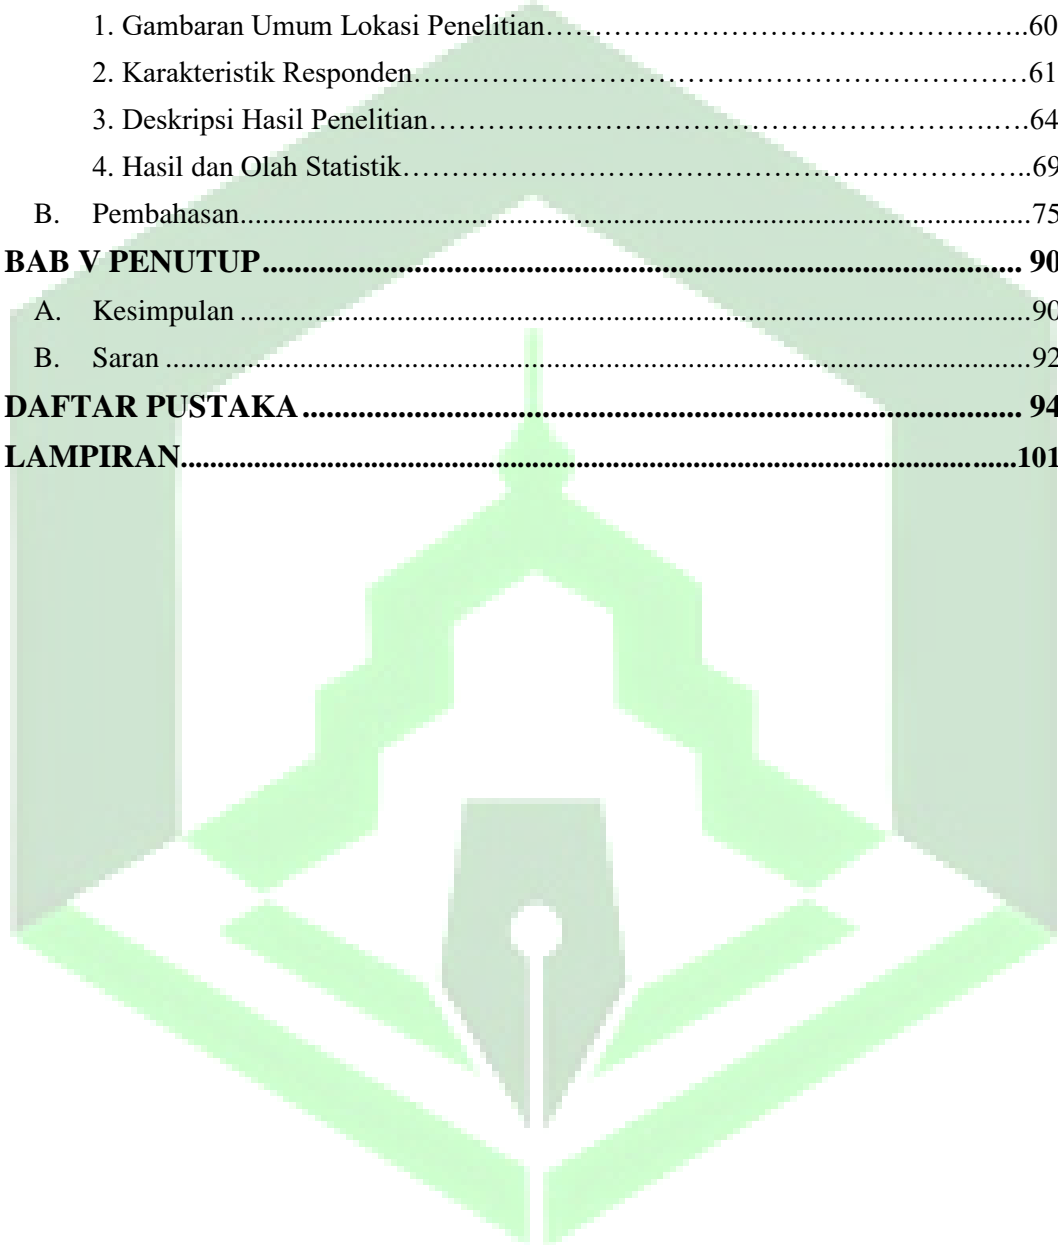 1. Gambaran Umum Lokasi Penelitian…………………………………………..60
2. Karakteristik Responden……………………………………………………….61
3. Deskripsi Hasil Penelitian……………………………………………………..64
4. Hasil dan Olah Statistik………………………………………………………..69
B. Pembahasan..........................................................................................................75
BAB V PENUTUP....................................................................................................... 90
A. Kesimpulan ..........................................................................................................90
B. Saran ....................................................................................................................92
DAFTAR PUSTAKA.................................................................................................. 94
LAMPIRAN................................................................................................................101